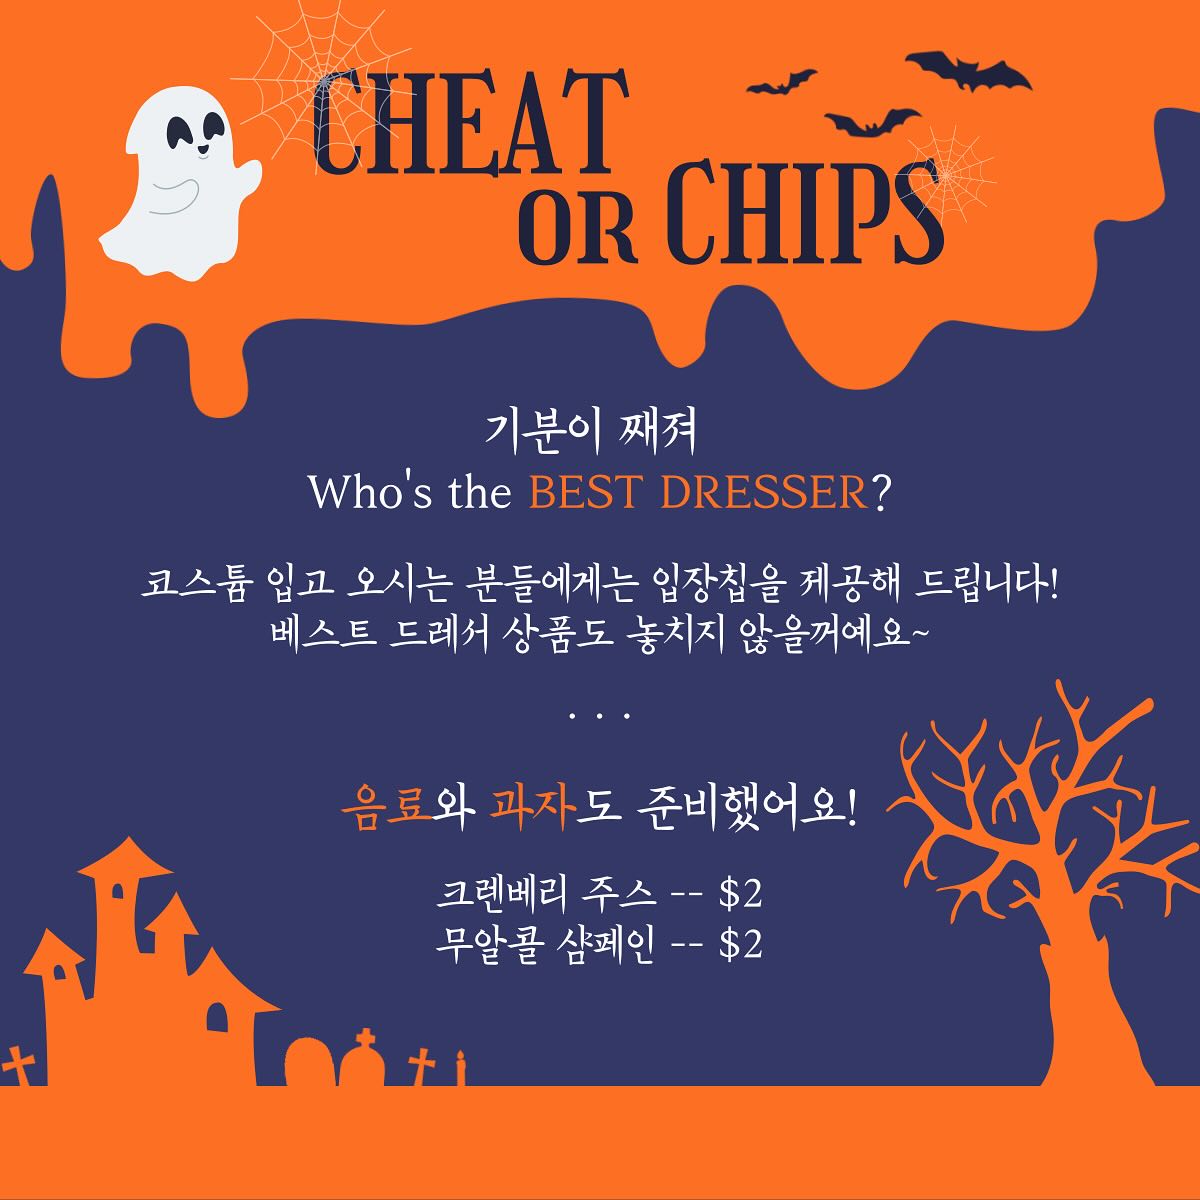 CHEAT
OR CHIPS
기분이 째져
Who's the BEST DRESSER?
코스튬 입고 오시는 분들에게는 입장칩을 제공해 드립니다!
베스트 드레서 상품도 놓치지 않을꺼예요~
. . .
음료와 과자도 준비했어요!
크렌베리 주스 -- $2
무알콜 샴페인 -- $2